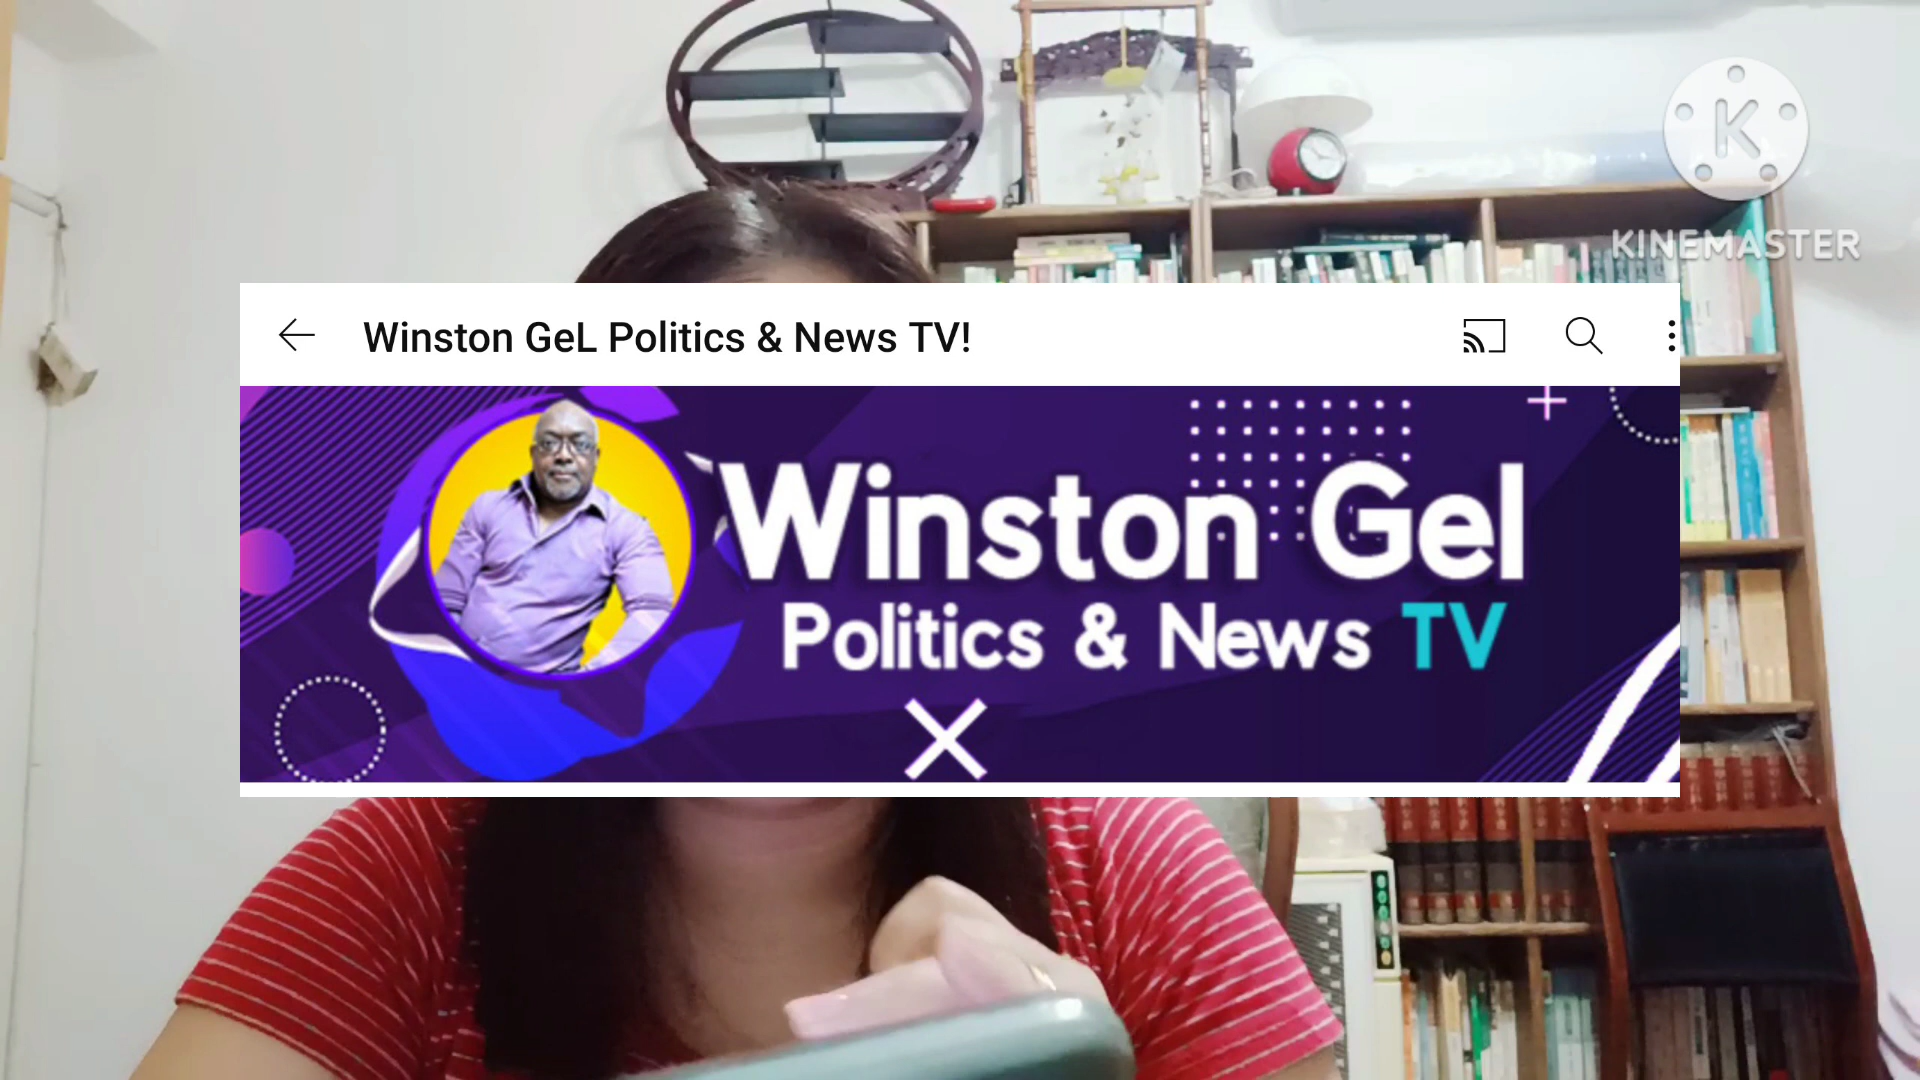 K
KINEMASTER
Winston GeL Politics & News TV!
Winston Gel
Politics & News TV